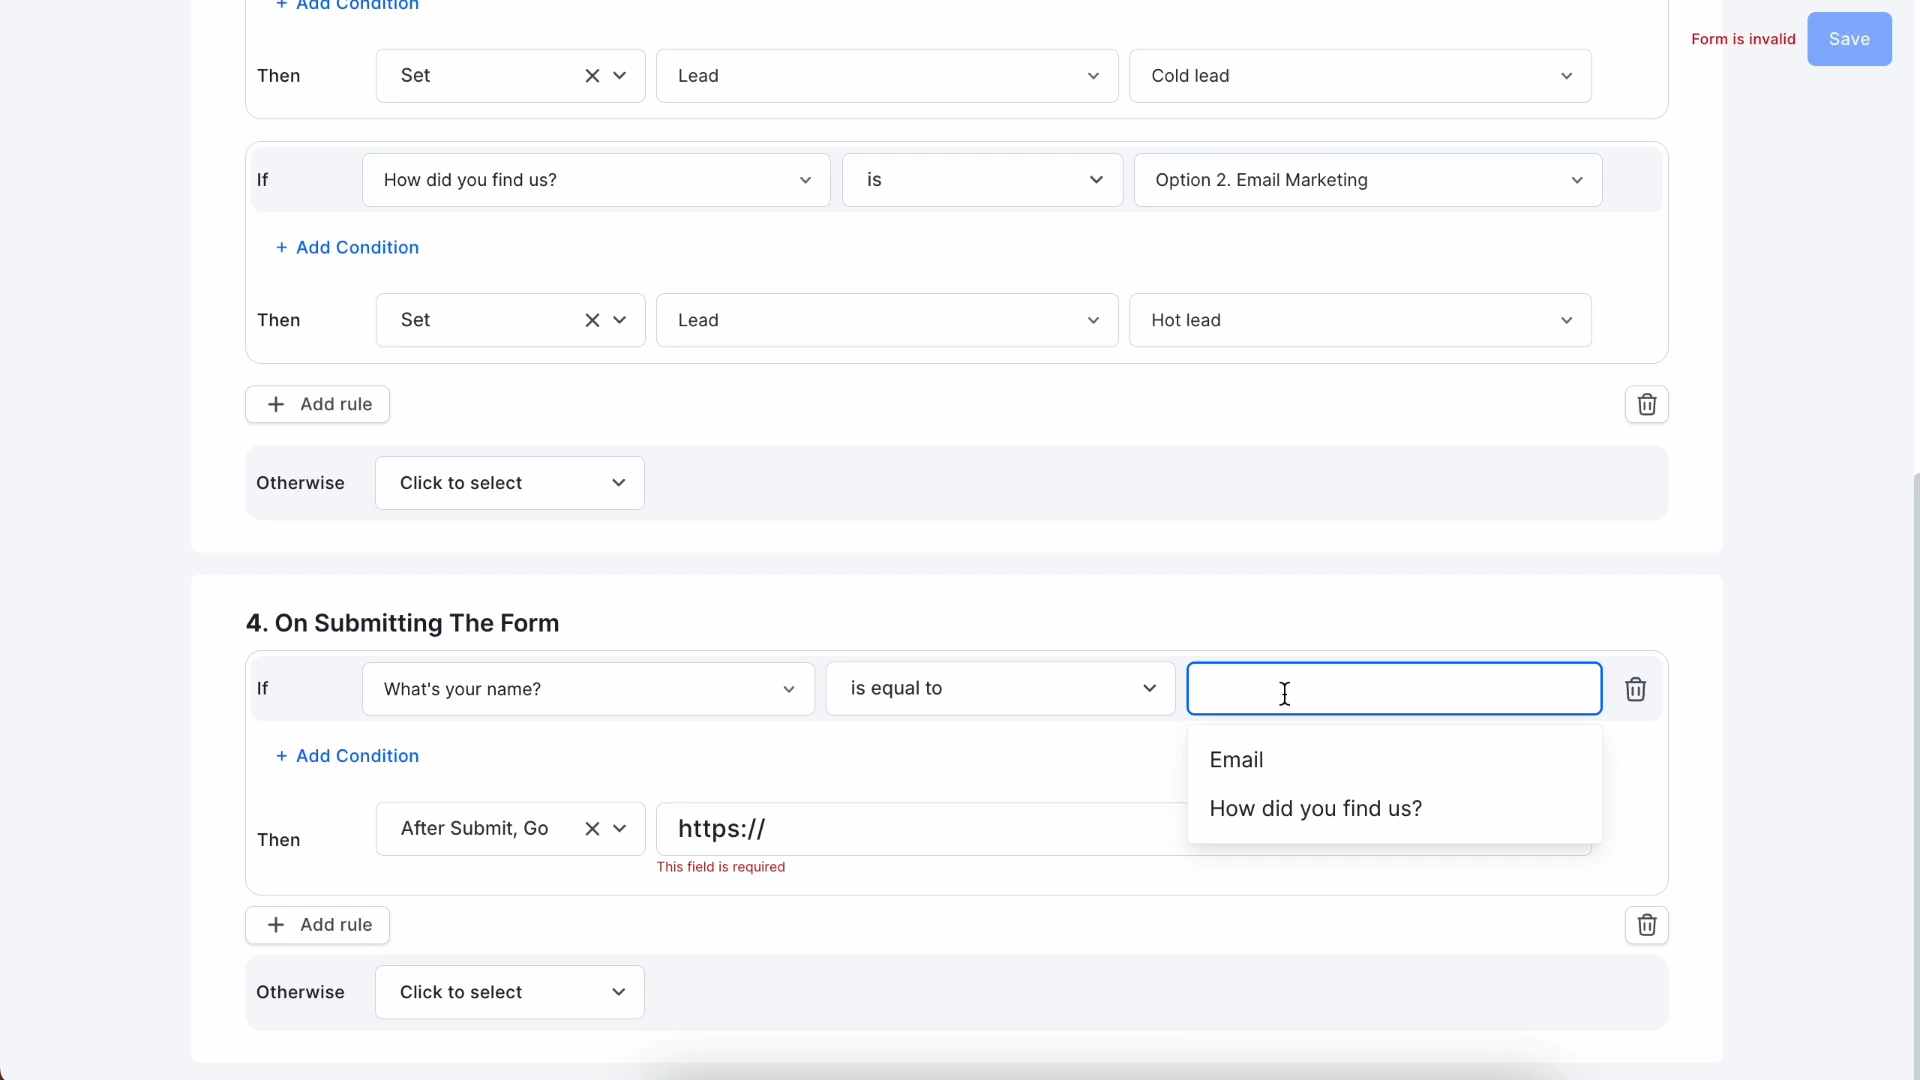 + Add Condition
Form is invalid Save
Then Set Lead Cold lead
If How did you find us? is Option 2. Email Marketing
+ Add Condition
Then Set Lead Hot lead
+ Add rule
Otherwise Click to select
4. On Submitting The Form
If What's your name? is equal to
+ Add Condition
Email
How did you find us?
Then After Submit, Go https://
This field is required
+ Add rule
Otherwise Click to select